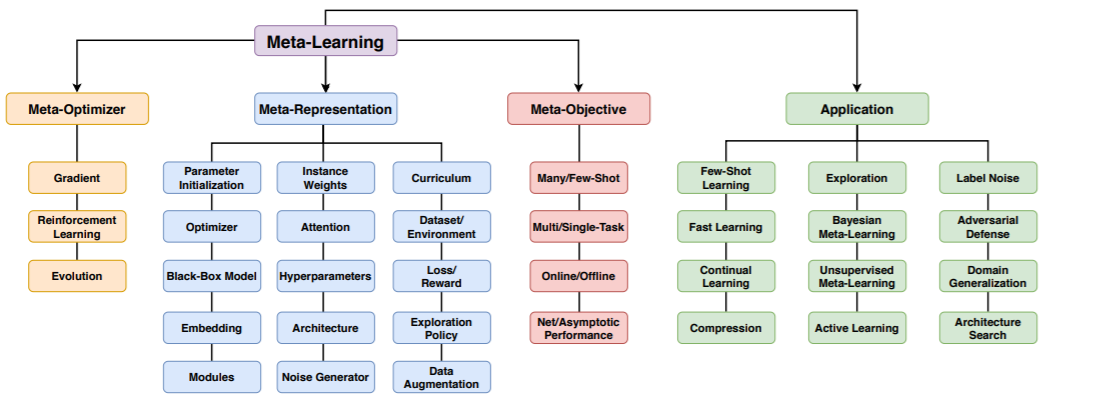 Meta-Learning
Meta-Optimizer
Meta-Representation
Meta-Objective
Application
Gradient
Reinforcement
Learning
Evolution
Parameter
Initialization
Optimizer
Black-Box Model
Embedding
Modules
Instance
Weights
Attention
Hyperparameters
Architecture
Noise Generator
Curriculum
Dataset/
Environment
Loss/
Reward
Exploration
Policy
Data
Augmentation
Many/Few-Shot
Multi/Single-Task
Online/Offline
Net/Asymptotic
Performance
Few-Shot
Learning
Fast Learning
Continual
Learning
Compression
Exploration
Bayesian
Meta-Learning
Unsupervised
Meta-Learning
Active Learning
Label Noise
Adversarial
Defense
Domain
Generalization
Architecture
Search